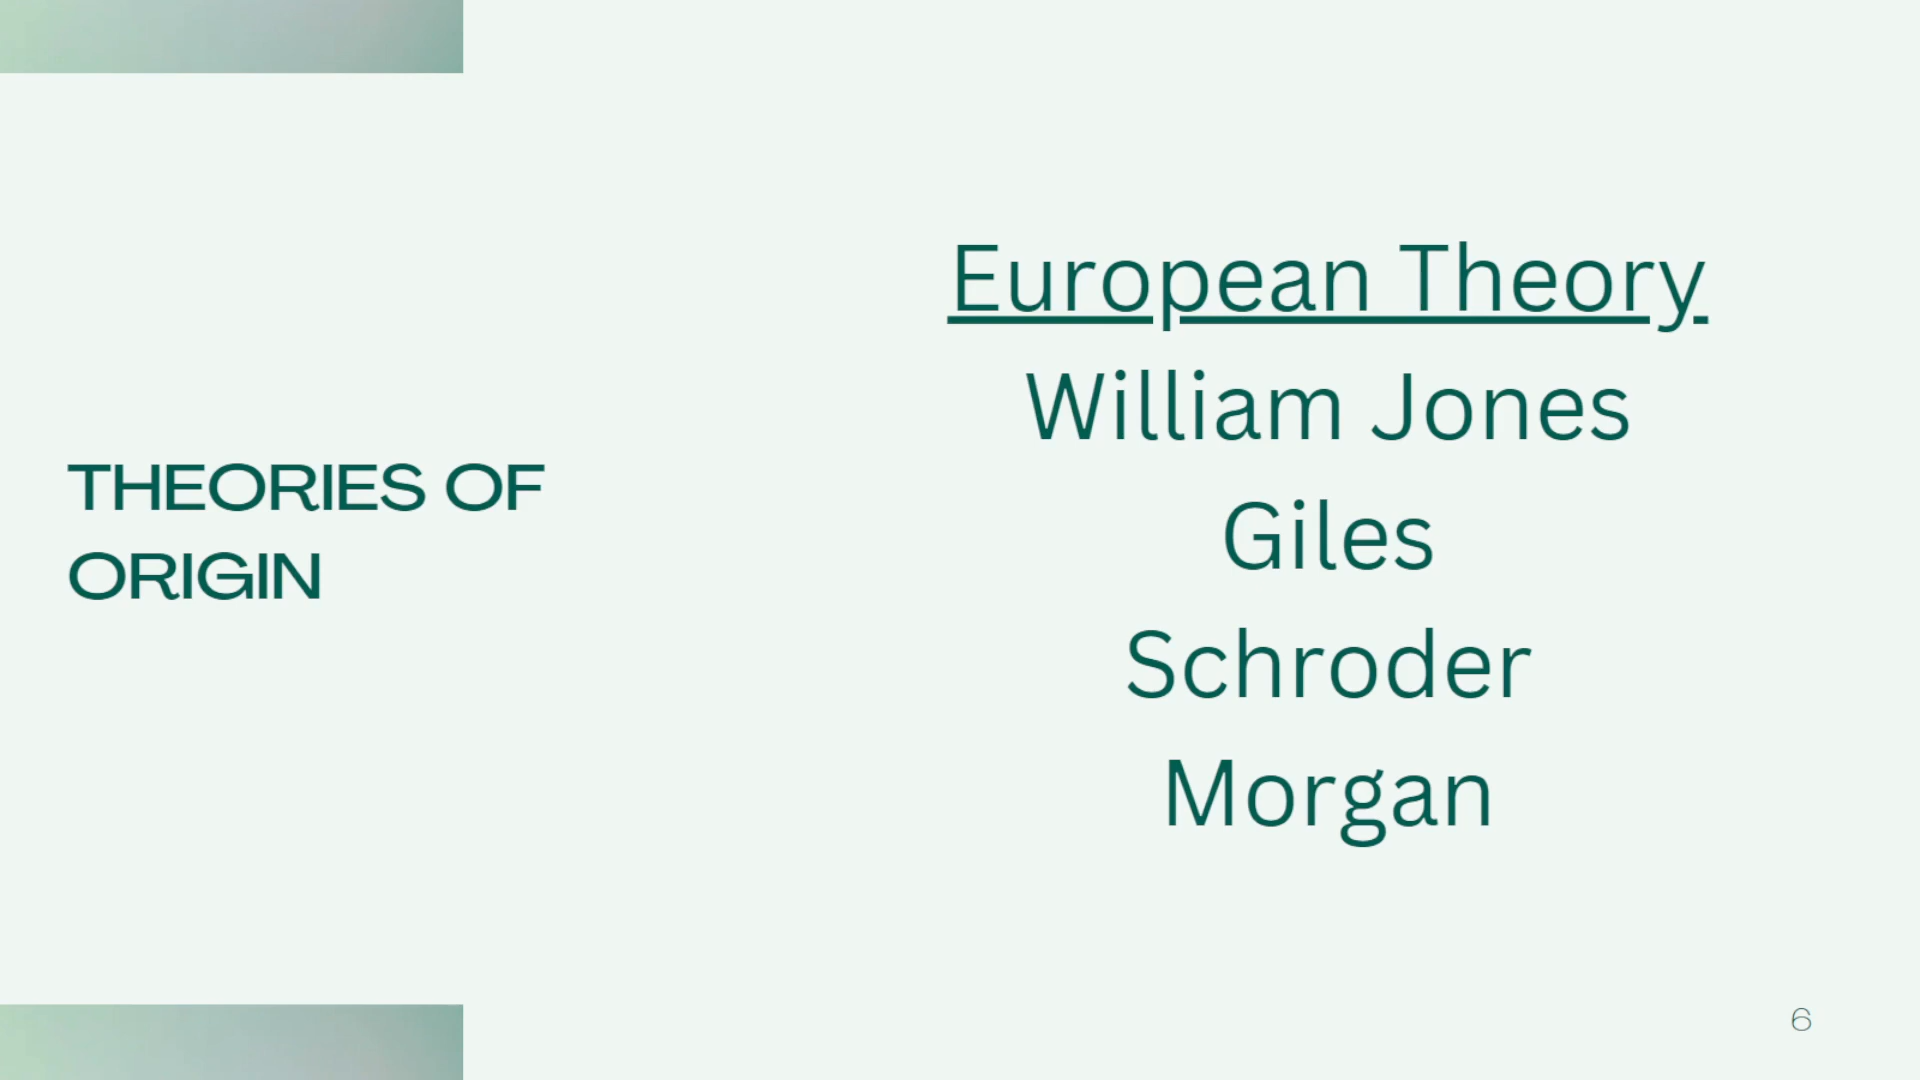 THEORIES OF
ORIGIN
European Theory
William Jones
Giles
Schroder
Morgan
6